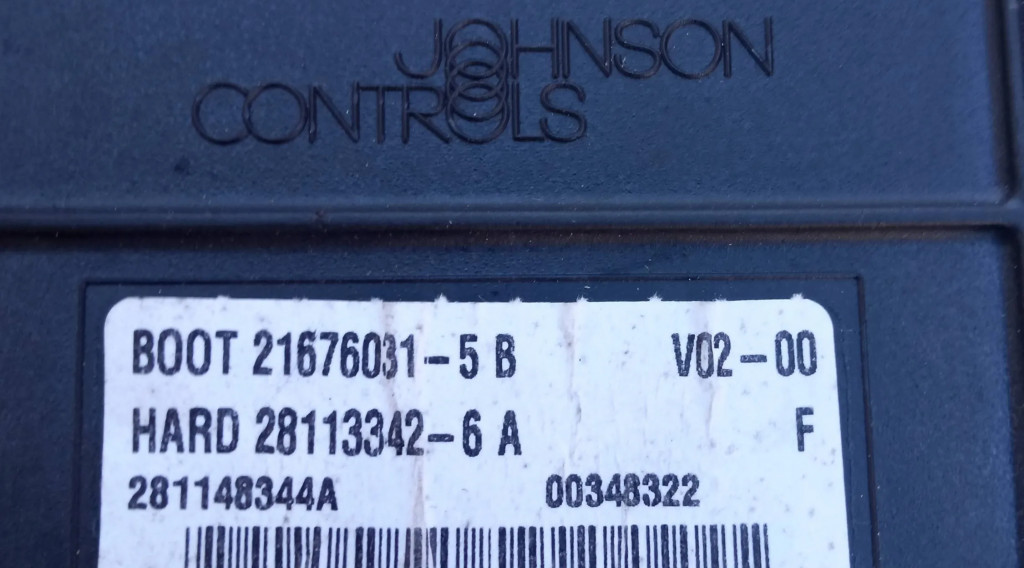 JOHNSON
CONTROLS
BOOT 21676031-5 B V02-00
HARD 28113342-6 A F
281148344A 00348322